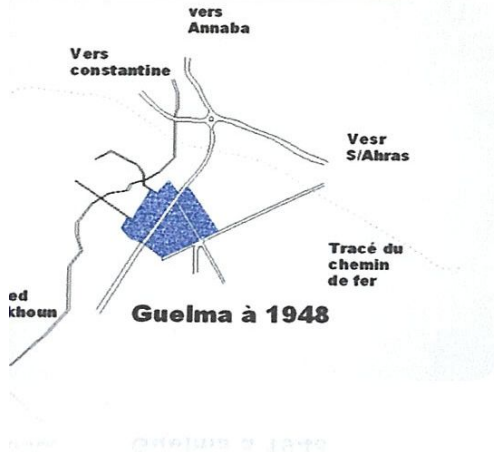 vers
Annaba
Vers
constantine
Vesr
S/Ahras
Tracé du
chemin
de fer
ed
khoun
Guelma à 1948